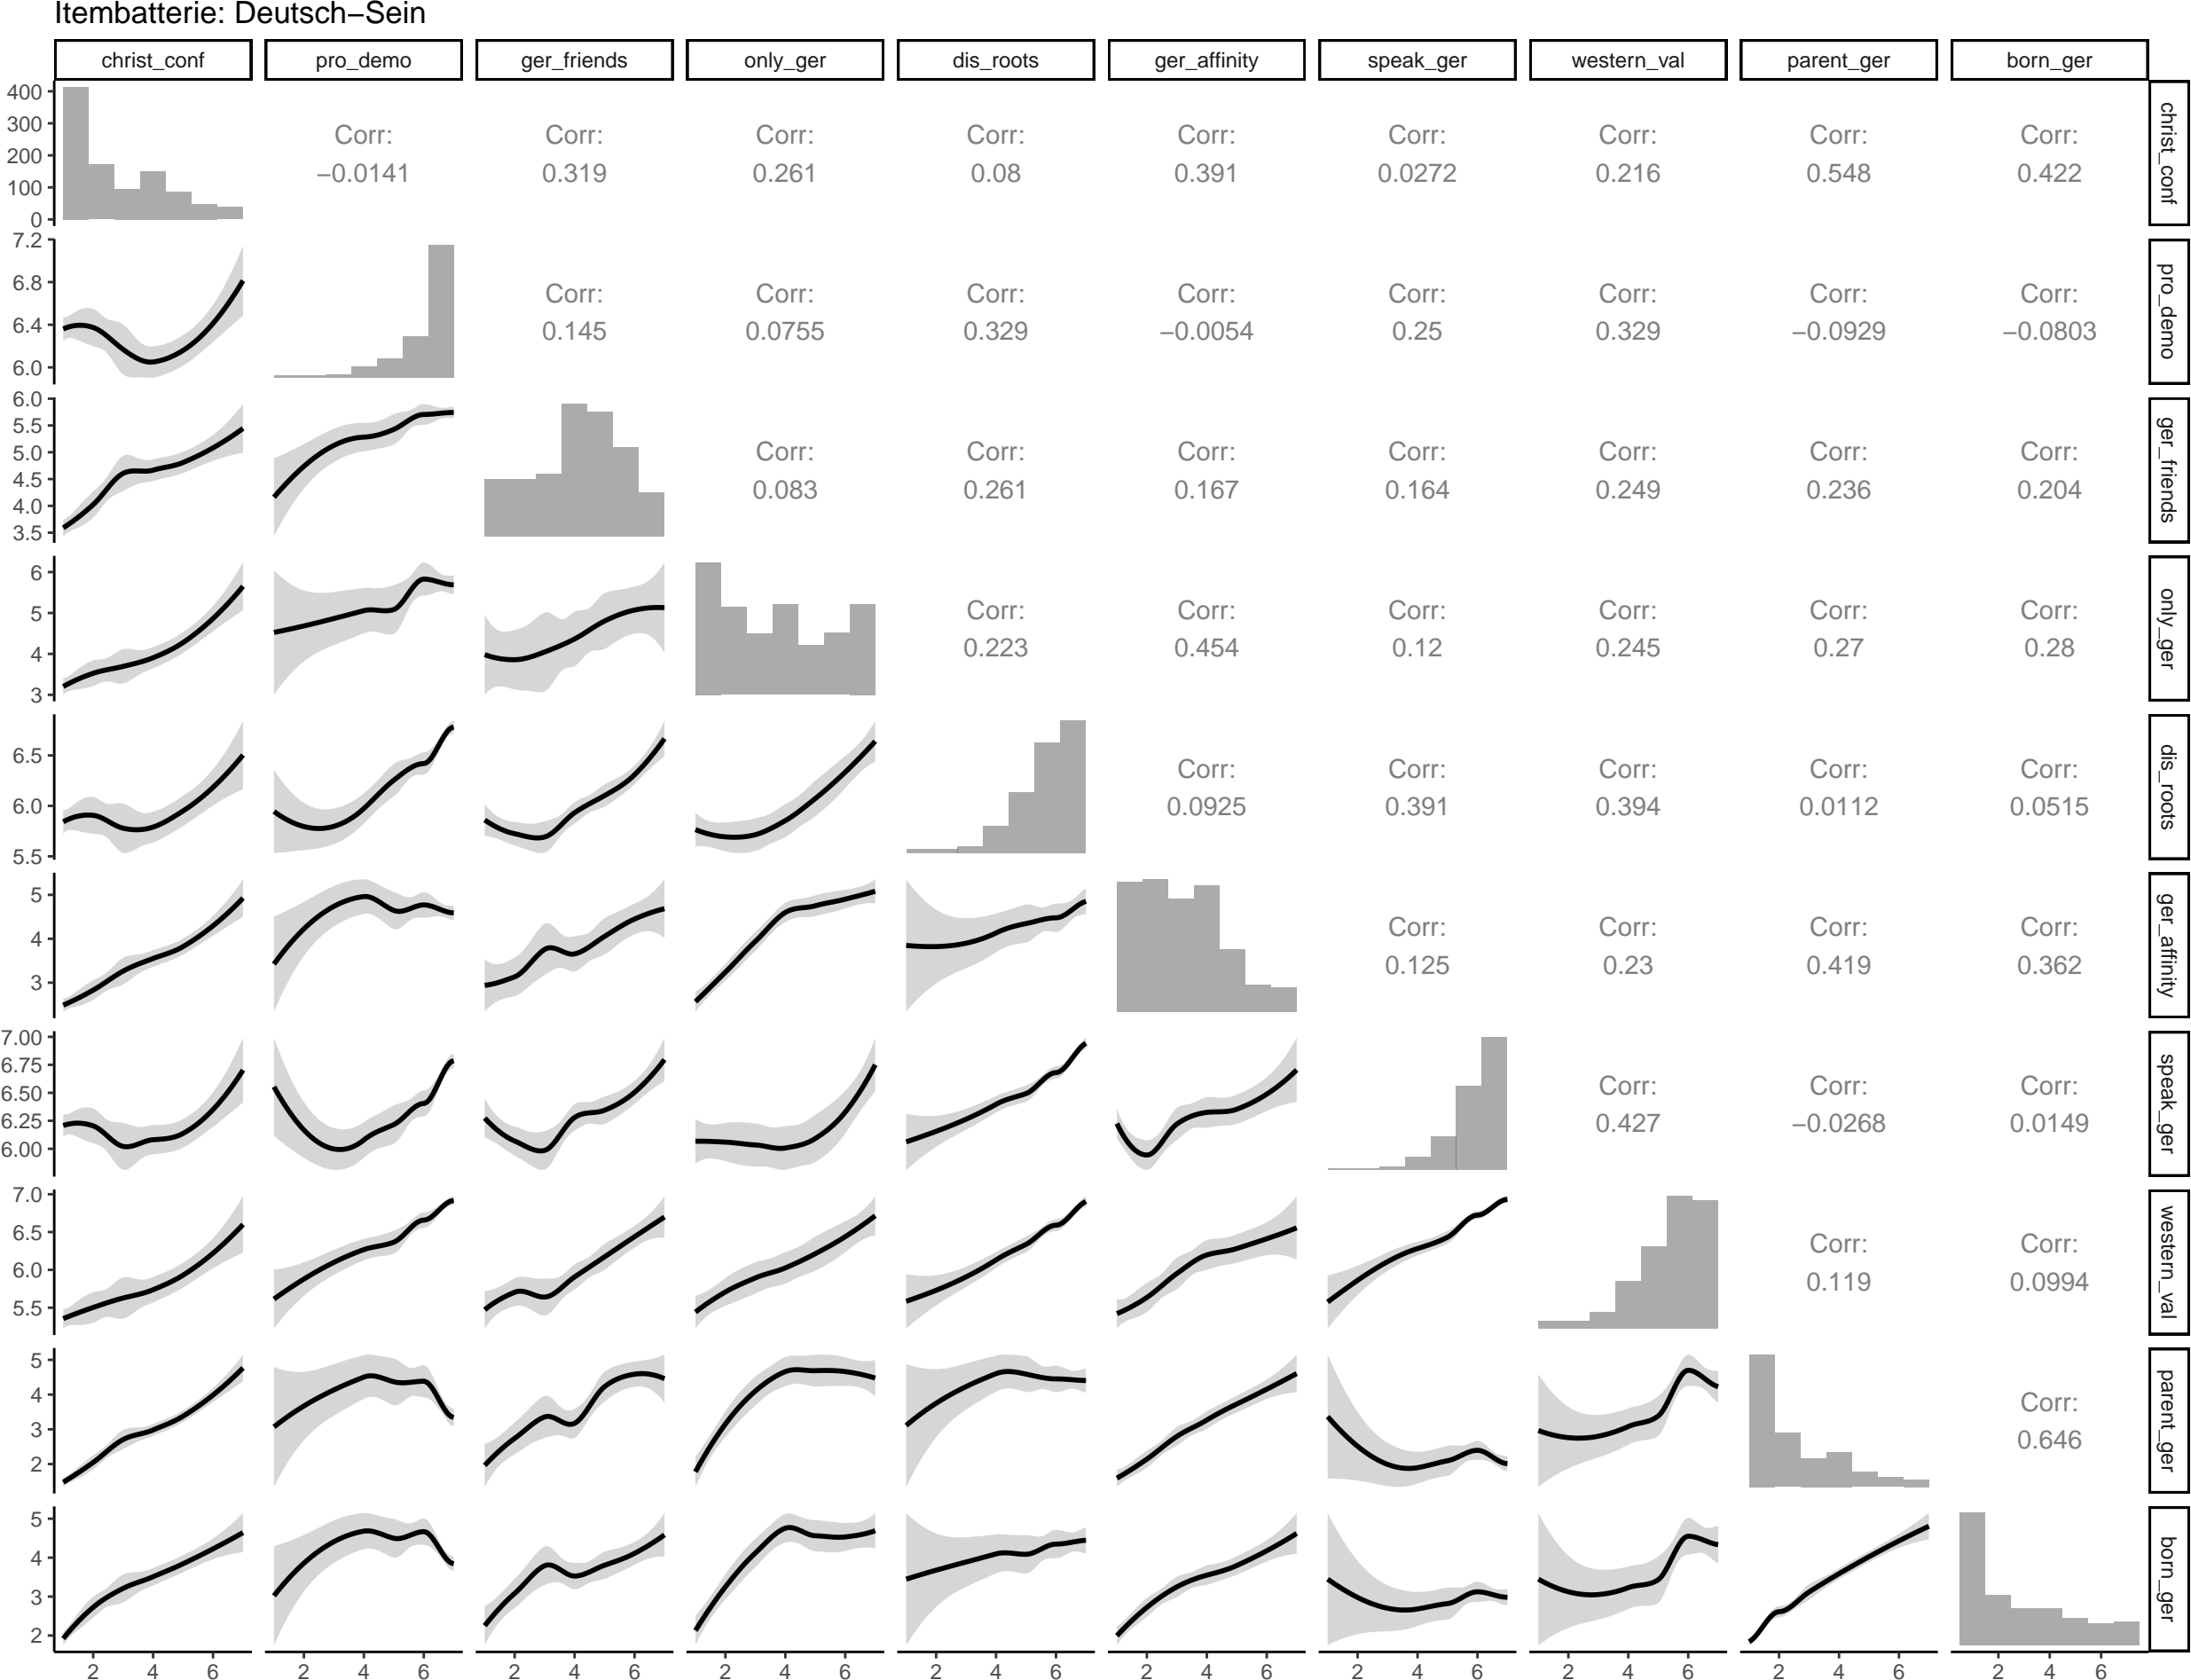 Itembatterie: Deutsch−Sein
christ_conf pro_demo ger_friends only_ger dis_roots ger_affinity speak_ger western_val parent_ger born_ger
400
300
200
100
0
Corr: Corr: Corr: Corr: Corr: Corr: Corr: Corr: Corr:
−0.0141 0.319 0.261 0.08 0.391 0.0272 0.216 0.548 0.422
christ_conf
7.2
6.8
6.4
6.0
Corr: Corr: Corr: Corr: Corr: Corr: Corr: Corr:
0.145 0.0755 0.329 −0.0054 0.25 0.329 −0.0929 −0.0803
pro_demo
6.0
5.5
5.0
4.5
4.0
3.5
Corr: Corr: Corr: Corr: Corr: Corr: Corr:
0.083 0.261 0.167 0.164 0.249 0.236 0.204
ger_friends
6
5
4
3
Corr: Corr: Corr: Corr: Corr: Corr:
0.223 0.454 0.12 0.245 0.27 0.28
only_ger
6.5
6.0
5.5
Corr: Corr: Corr: Corr: Corr:
0.0925 0.391 0.394 0.0112 0.0515
dis_roots
5
4
3
Corr: Corr: Corr: Corr:
0.125 0.23 0.419 0.362
ger_affinity
7.00
6.75
6.50
6.25
6.00
Corr: Corr: Corr:
0.427 −0.0268 0.0149
speak_ger
7.0
6.5
6.0
5.5
Corr: Corr:
0.119 0.0994
western_val
5
4
3
2
Corr:
0.646
parent_ger
5
4
3
2
born_ger
2 4 6 2 4 6 2 4 6 2 4 6 2 4 6 2 4 6 2 4 6 2 4 6 2 4 6 2 4 6